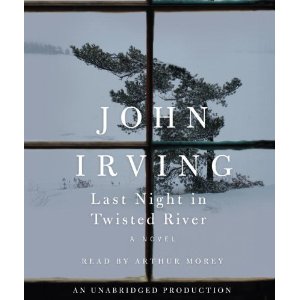 JOHN
IRVING
Last Night in
Twisted River
A NOVEL
READ BY ARTHUR MOREY
AN UNABRIDGED PRODUCTION